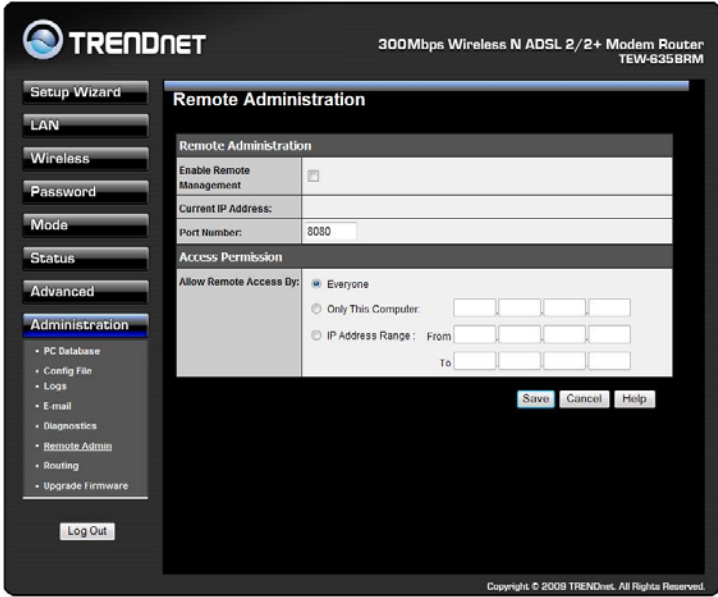 TRENDNET
300Mbps Wireless N ADSL 2/2+ Modem Router
TEW-635BRM
Setup Wizard
LAN
Wireless
Password
Mode
Status
Advanced
Administration
• PC Database
• Config File
• Logs
• E-mail
• Diagnostics
• Remote Admin
• Routing
• Upgrade Firmware
Log Out
Remote Administration
Remote Administration
Enable Remote
Management
Current IP Address:
Port Number: 8080
Access Permission
Allow Remote Access By: Everyone
Only This Computer:
IP Address Range : From
To
Save Cancel Help
Copyright © 2009 TRENDnet. All Rights Reserved.